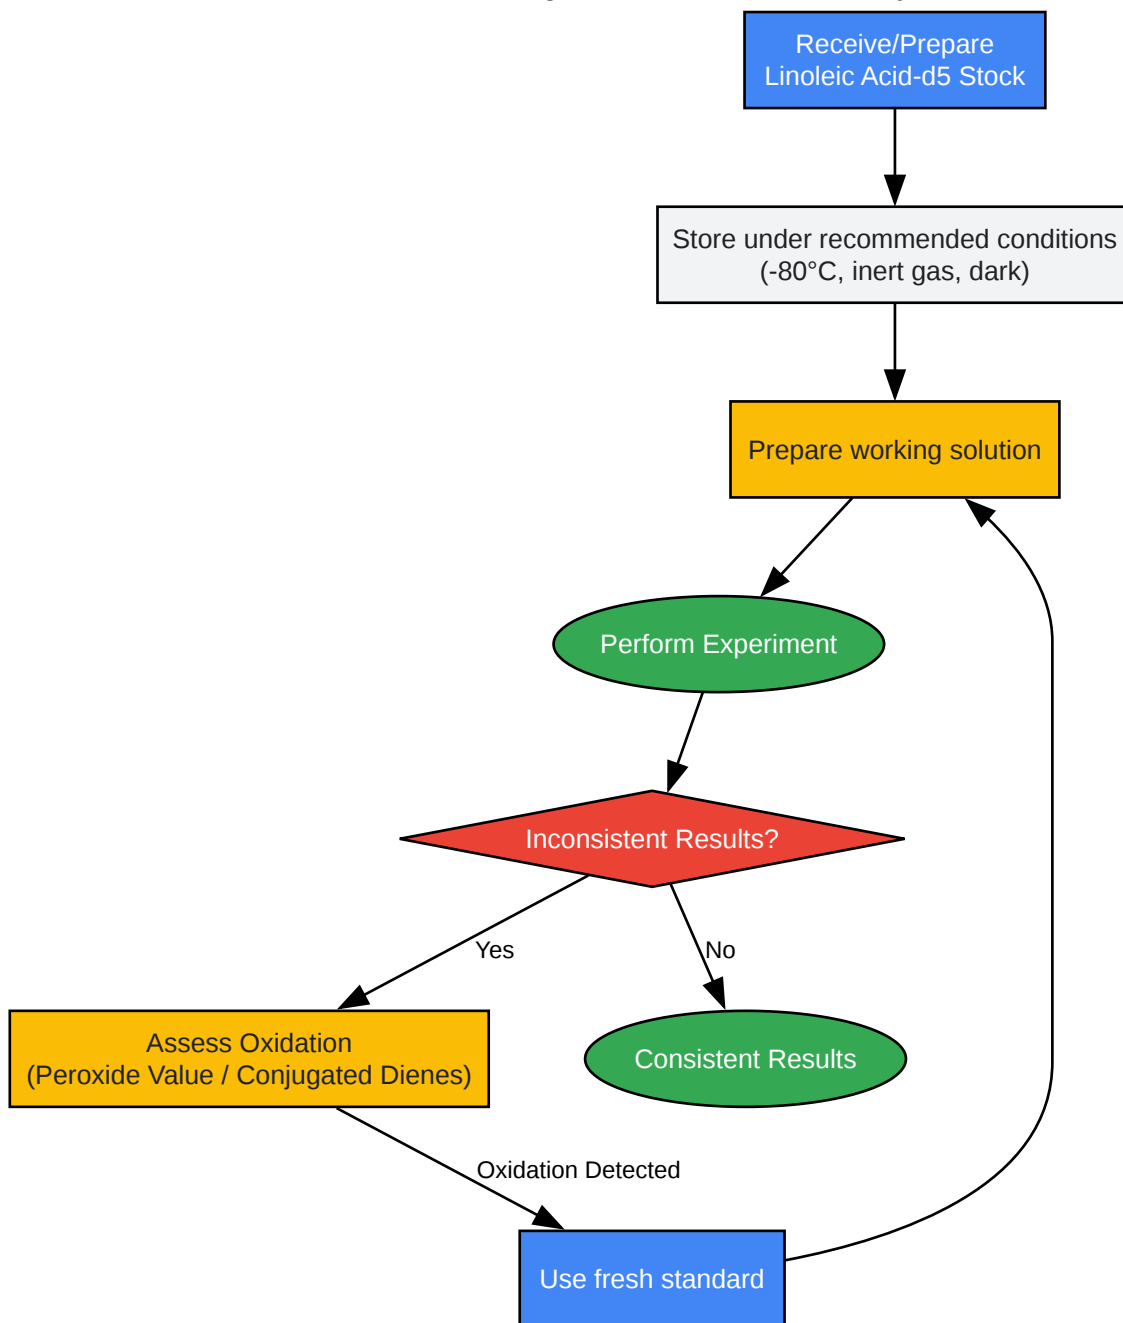 Receive/Prepare
Linoleic Acid-d5 Stock
Store under recommended conditions
(-80°C, inert gas, dark)
Prepare working solution
Perform Experiment
Inconsistent Results?
Yes
No
Assess Oxidation
(Peroxide Value / Conjugated Dienes)
Consistent Results
Oxidation Detected
Use fresh standard